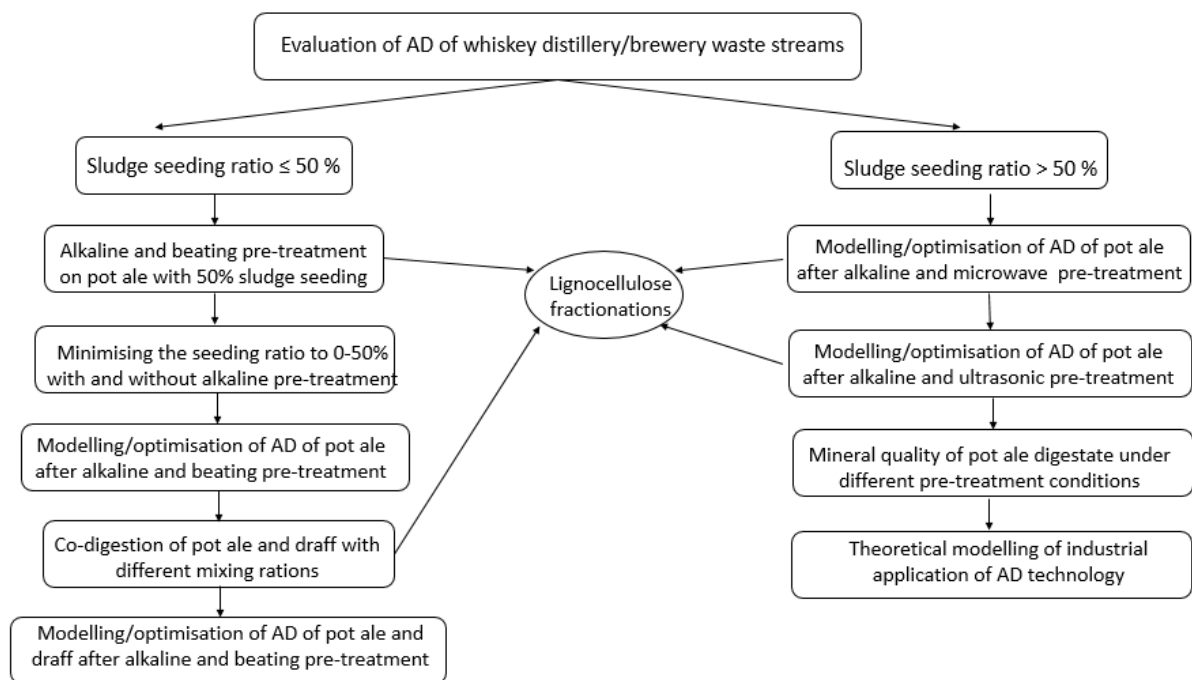 Evaluation of AD of whiskey distillery/brewery waste streams
Sludge seeding ratio ≤ 50 %
Alkaline and beating pre-treatment
on pot ale with 50% sludge seeding
Minimising the seeding ratio to 0-50%
with and without alkaline pre-treatment
Modelling/optimisation of AD of pot ale
after alkaline and beating pre-treatment
Co-digestion of pot ale and draff with
different mixing rations
Modelling/optimisation of AD of pot ale and
draff after alkaline and beating pre-treatment
Lignocellulose
fractionations
Sludge seeding ratio > 50 %
Modelling/optimisation of AD of pot ale
after alkaline and microwave pre-treatment
Modelling/optimisation of AD of pot ale
after alkaline and ultrasonic pre-treatment
Mineral quality of pot ale digestate under
different pre-treatment conditions
Theoretical modelling of industrial
application of AD technology